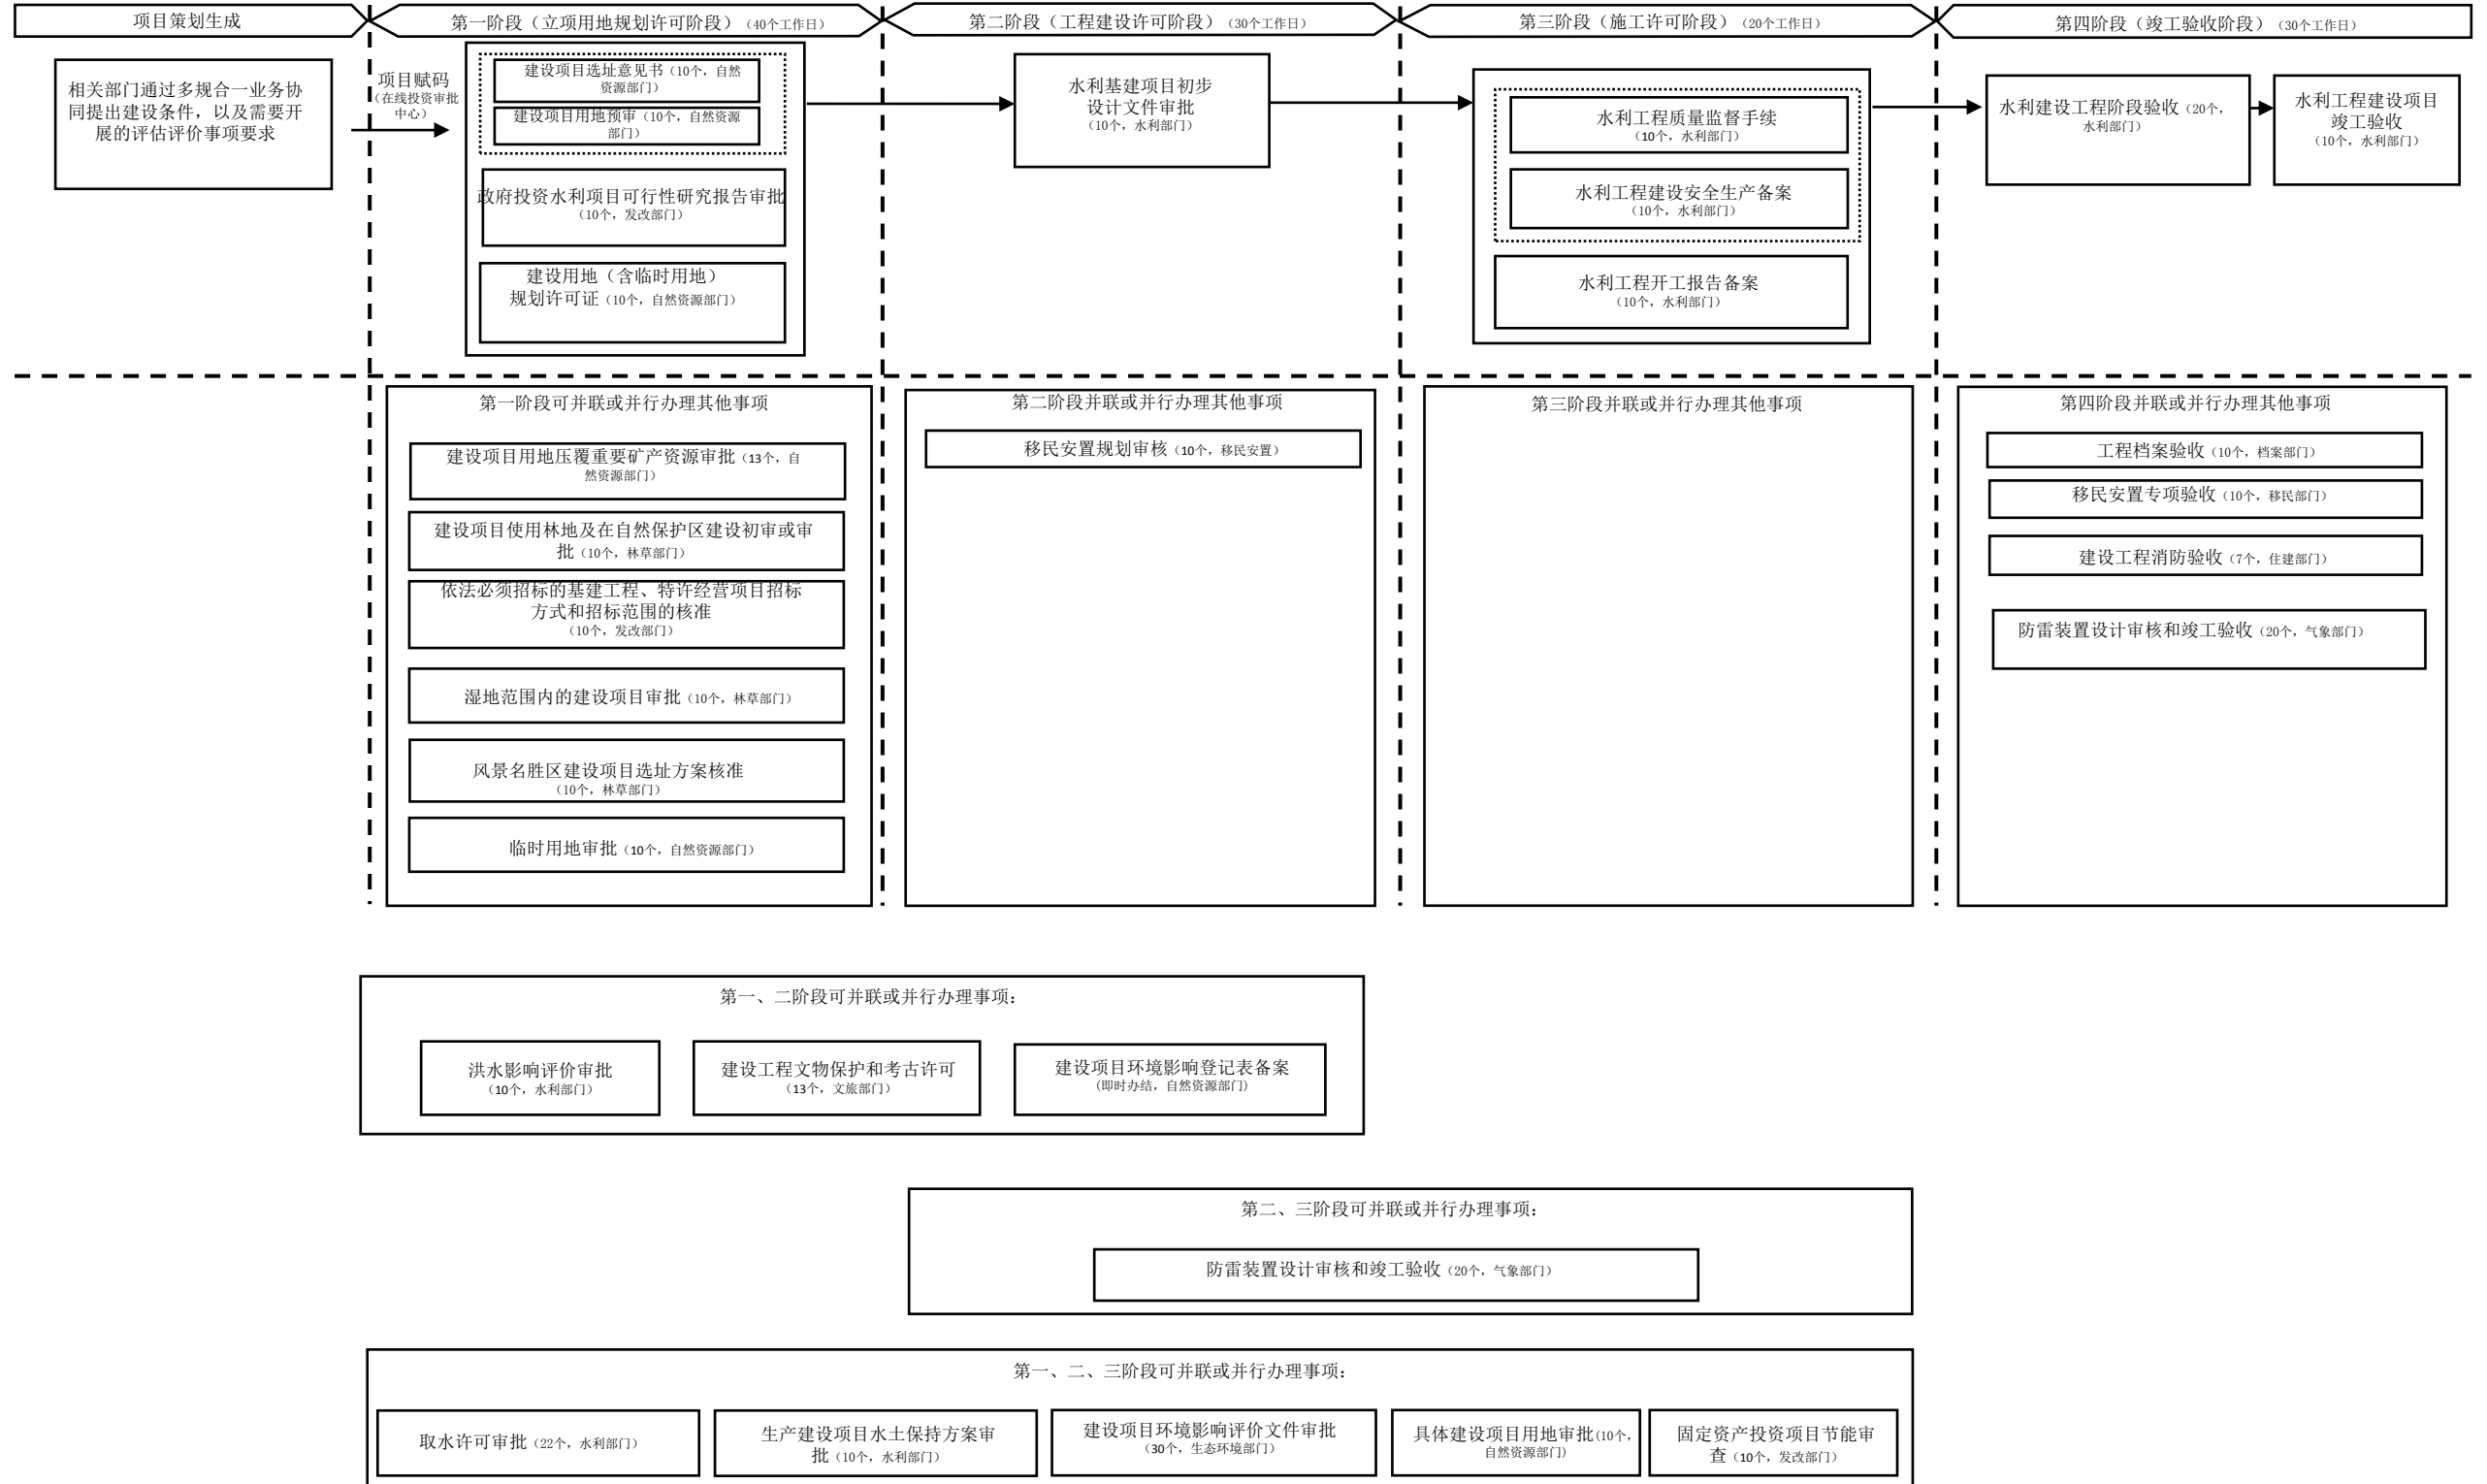 项目策划生成
第一阶段（立项用地规划许可阶段）（40个工作日）
第二阶段（工程建设许可阶段）（30个工作日）
第三阶段（施工许可阶段）（20个工作日）
第四阶段（竣工验收阶段）（30个工作日）
相关部门通过多规合一业务协
同提出建设条件，以及需要开
展的评估评价事项要求
项目赋码
（在线投资审批
中心）
建设项目选址意见书（10个，自然
资源部门）
建设项目用地预审（10个，自然资源
部门）
政府投资水利项目可行性研究报告审批
（10个，发改部门）
建设用地（含临时用地）
规划许可证（10个，自然资源部门）
水利基建项目初步
设计文件审批
（10个，水利部门）
水利工程质量监督手续
（10个，水利部门）
水利工程建设安全生产备案
（10个，水利部门）
水利工程开工报告备案
（10个，水利部门）
水利建设工程阶段验收（20个，
水利部门）
水利工程建设项目
竣工验收
（10个，水利部门）
第一阶段可并联或并行办理其他事项
建设项目用地压覆重要矿产资源审批（13个，自
然资源部门）
建设项目使用林地及在自然保护区建设初审或审
批（10个，林草部门）
依法必须招标的基建工程、特许经营项目招标
方式和招标范围的核准
（10个，发改部门）
湿地范围内的建设项目审批（10个，林草部门）
风景名胜区建设项目选址方案核准
（10个，林草部门）
临时用地审批（10个，自然资源部门）
第二阶段并联或并行办理其他事项
移民安置规划审核（10个，移民安置）
第三阶段并联或并行办理其他事项
第四阶段并联或并行办理其他事项
工程档案验收（10个，档案部门）
移民安置专项验收（10个，移民部门）
建设工程消防验收（7个，住建部门）
防雷装置设计审核和竣工验收（20个，气象部门）
第一、二阶段可并联或并行办理事项：
洪水影响评价审批
（10个，水利部门）
建设工程文物保护和考古许可
（13个，文旅部门）
建设项目环境影响登记表备案
(即时办结，自然资源部门)
第二、三阶段可并联或并行办理事项：
防雷装置设计审核和竣工验收（20个，气象部门）
第一、二、三阶段可并联或并行办理事项：
取水许可审批（22个，水利部门）
生产建设项目水土保持方案审
批（10个，水利部门）
建设项目环境影响评价文件审批
（30个，生态环境部门）
具体建设项目用地审批(10个，
自然资源部门)
固定资产投资项目节能审
查（10个，发改部门）